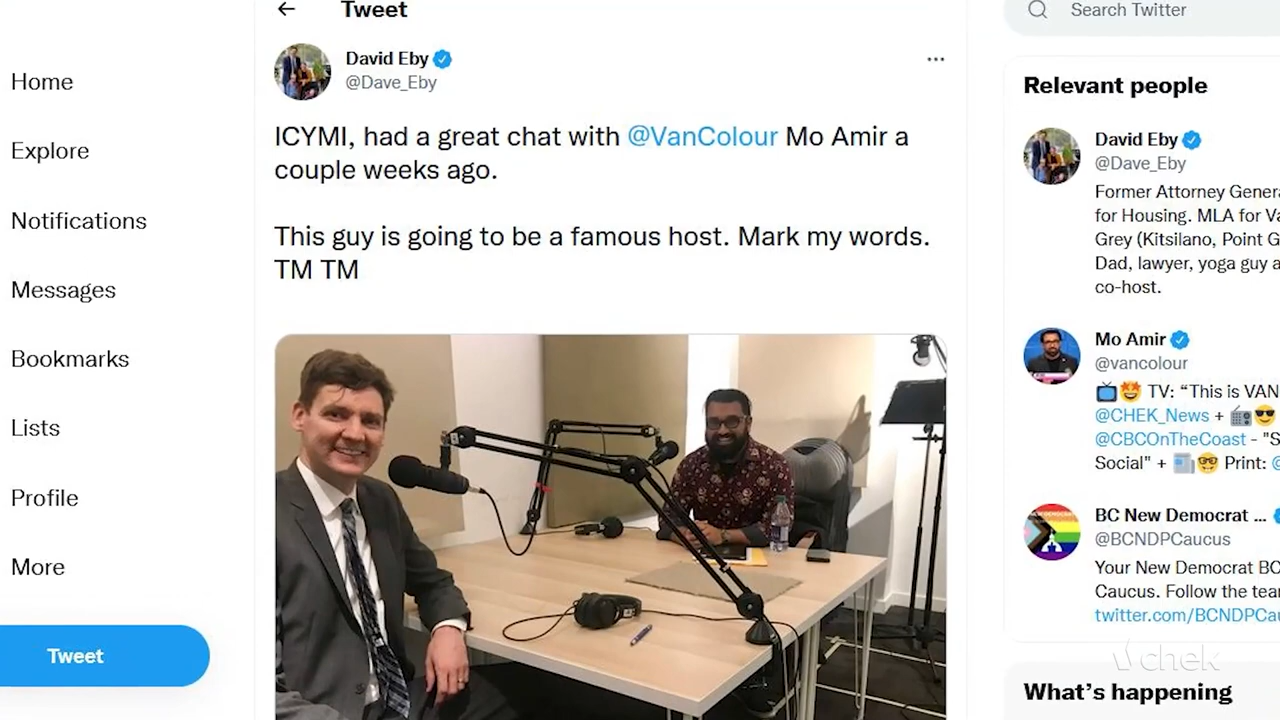 Tweet
Search Twitter
Home
Explore
Notifications
Messages
Bookmarks
Lists
Profile
More
Tweet
David Eby
@Dave_Eby
ICYMI, had a great chat with @VanColour Mo Amir a
couple weeks ago.
This guy is going to be a famous host. Mark my words.
TM TM
Relevant people
David Eby
@Dave_Eby
Former Attorney Genera
for Housing. MLA for Va
Grey (Kitsilano, Point G
Dad, lawyer, yoga guy a
co-host.
Mo Amir
@vancolour
📺🤩 TV: “This is VAN
@CHEK_News + 📻😎
@CBCOnTheCoast - "S
Social" + 📰🤓 Print: @
BC New Democrat ...
@BCNDPCaucus
Your New Democrat BC
Caucus. Follow the tea
twitter.com/BCNDPCau
chek
What’s happening